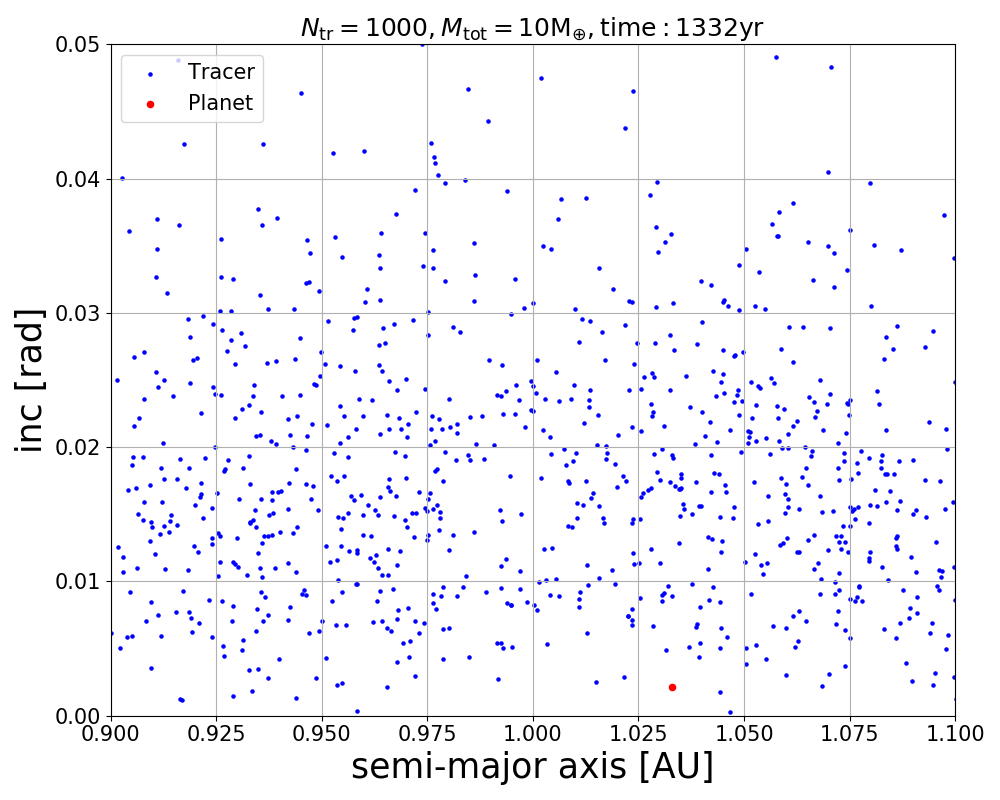 N_tr = 1000, M_tot = 10M_⊕, time : 1332yr
Tracer
Planet
inc [rad]
0.05
0.04
0.03
0.02
0.01
0.00
0.900 0.925 0.950 0.975 1.000 1.025 1.050 1.075 1.100
semi-major axis [AU]